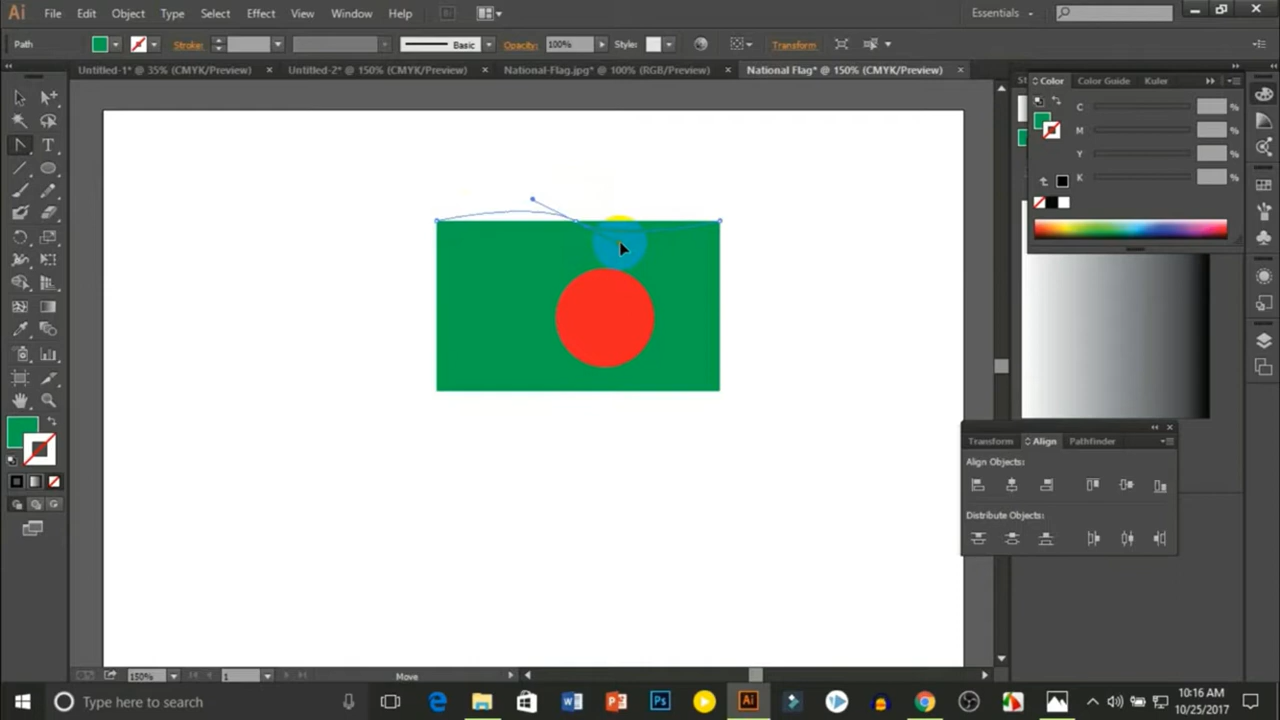 Ai File Edit Object Type Select Effect View Window Help Essentials
Path Stroke: Basic Opacity: 100% Style: Transform
Untitled-1* @ 35% (CMYK/Preview) × Untitled-2* @ 150% (CMYK/Preview) × National-Flag.jpg* @ 100% (RGB/Preview) × National Flag* @ 150% (CMYK/Preview) ×
Color Color Guide Kuler
C %
M %
Y %
K %
Transform Align Pathfinder
Align Objects:
Distribute Objects:
150% 1 Move
Type here to search
10:16 AM
10/25/2017